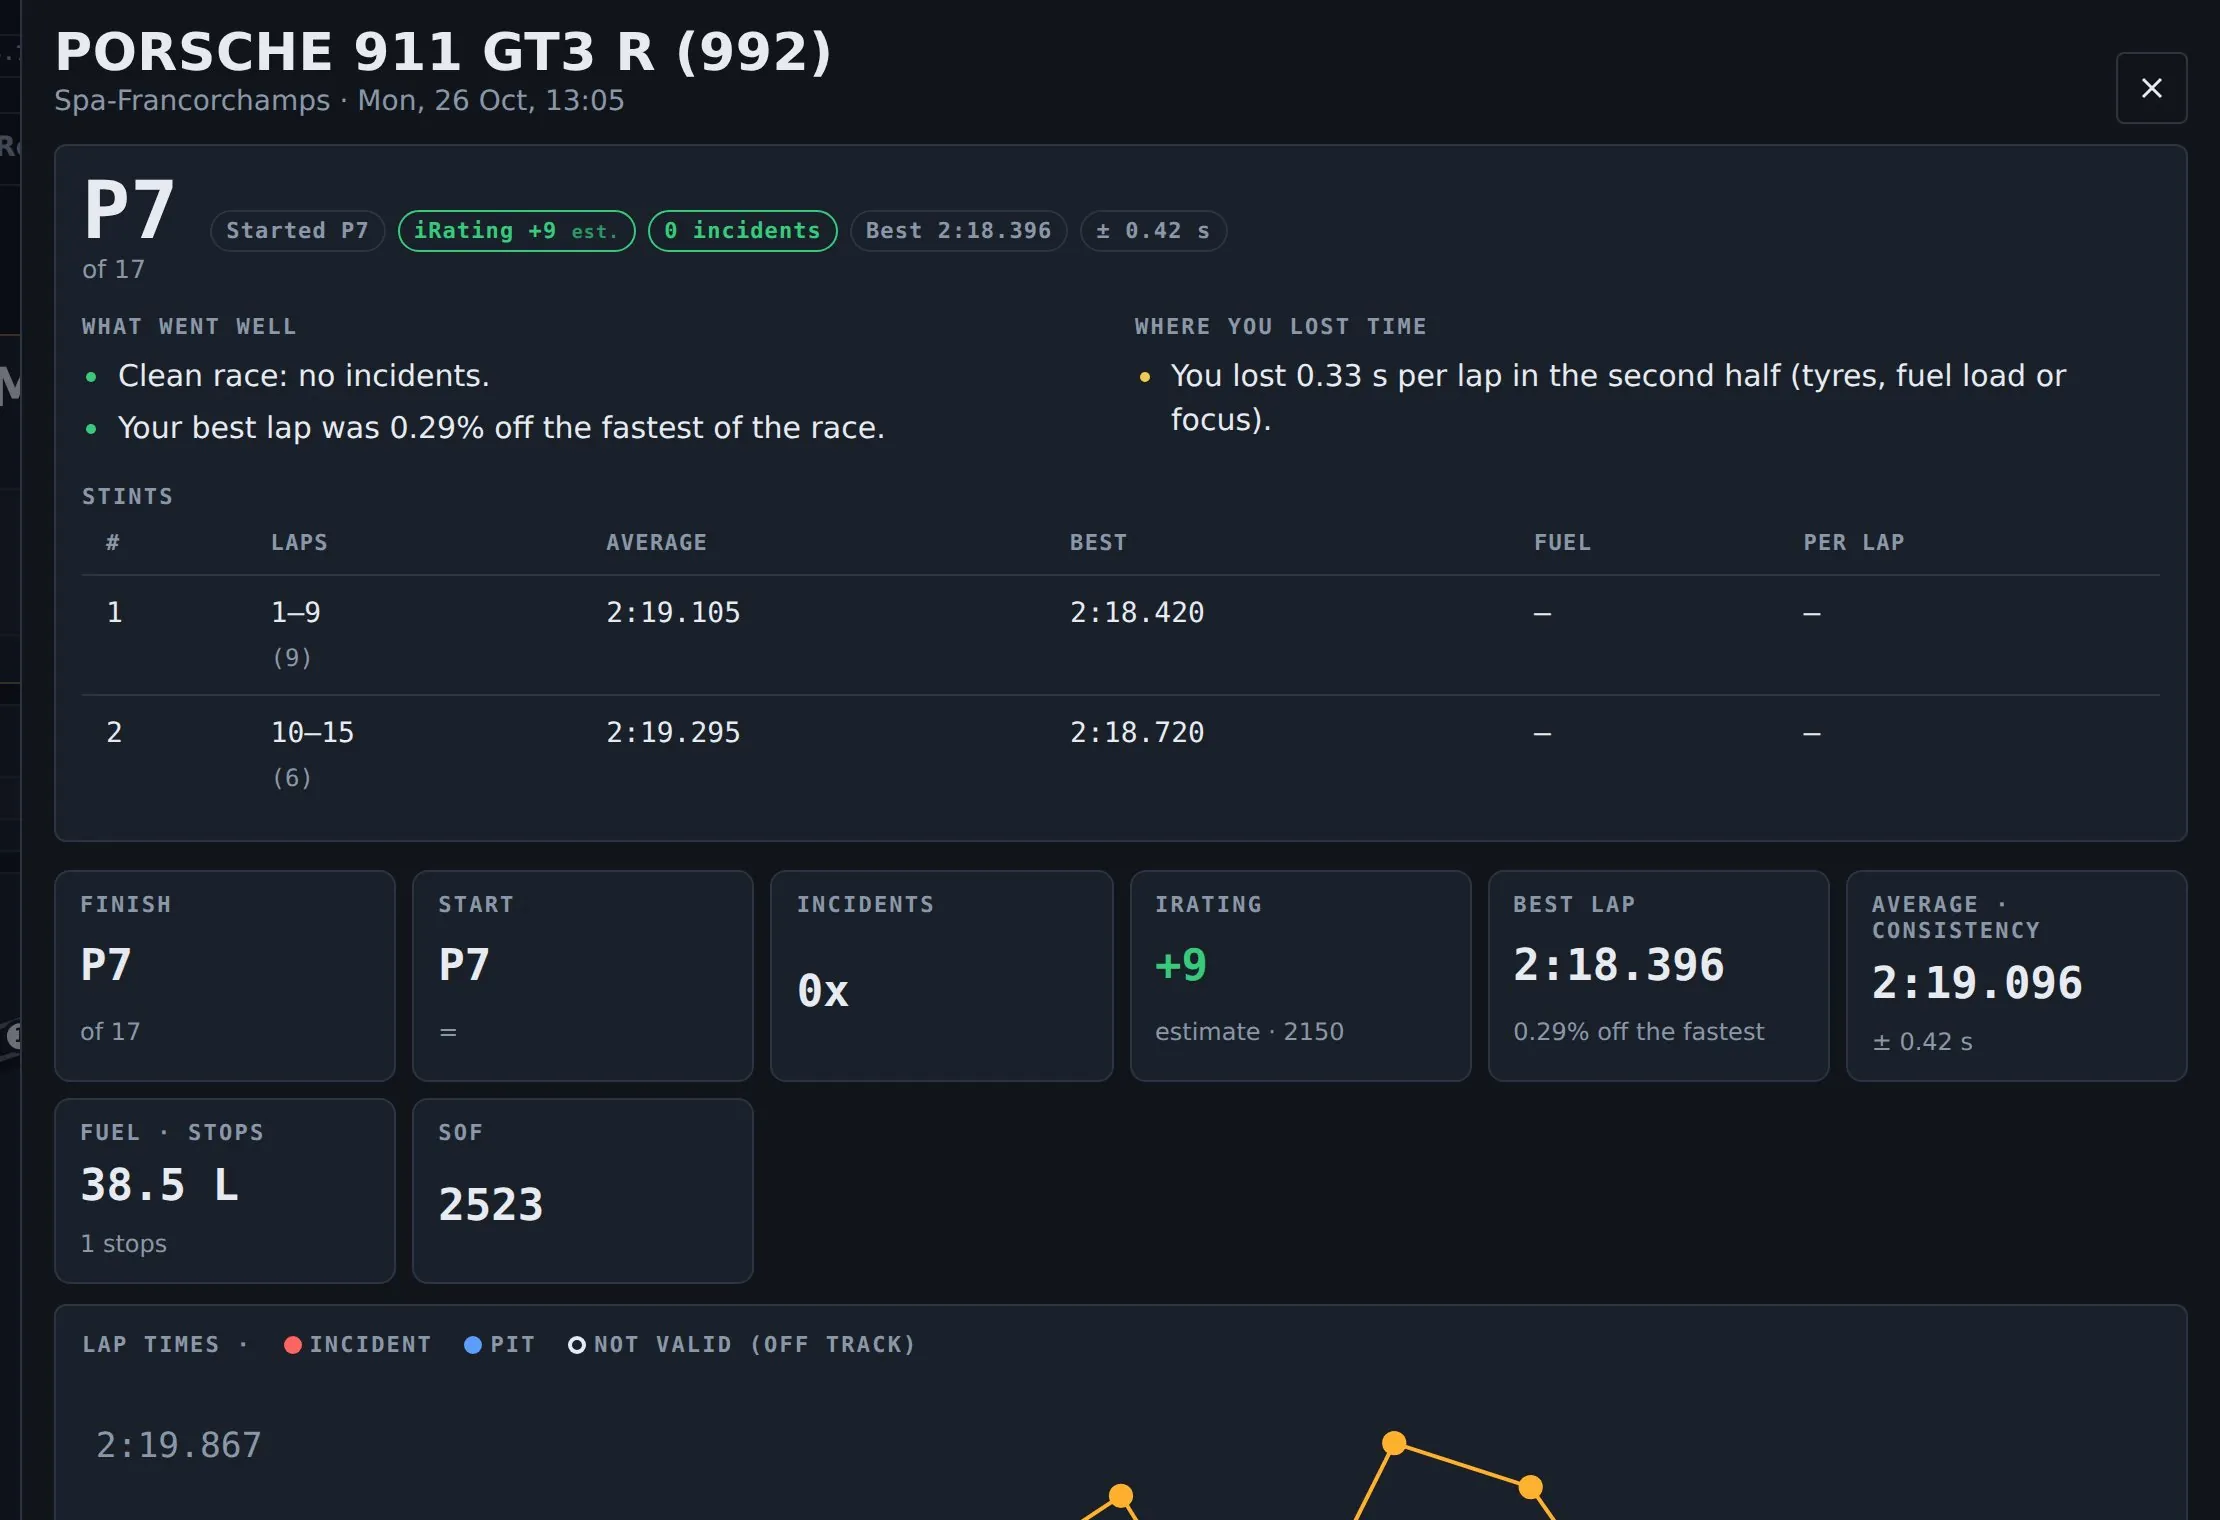 PORSCHE 911 GT3 R (992)
Spa-Francorchamps · Mon, 26 Oct, 13:05
P7
Started P7
iRating +9 est.
0 incidents
Best 2:18.396
± 0.42 s
of 17
WHAT WENT WELL
Clean race: no incidents.
Your best lap was 0.29% off the fastest of the race.
WHERE YOU LOST TIME
You lost 0.33 s per lap in the second half (tyres, fuel load or
focus).
STINTS
# LAPS AVERAGE BEST FUEL PER LAP
1 1–9 2:19.105 2:18.420 — —
(9)
2 10–15 2:19.295 2:18.720 — —
(6)
FINISH
P7
of 17
START
P7
=
INCIDENTS
0x
IRATING
+9
estimate · 2150
BEST LAP
2:18.396
0.29% off the fastest
AVERAGE ·
CONSISTENCY
2:19.096
± 0.42 s
FUEL · STOPS
38.5 L
1 stops
SOF
2523
LAP TIMES · INCIDENT PIT NOT VALID (OFF TRACK)
2:19.867